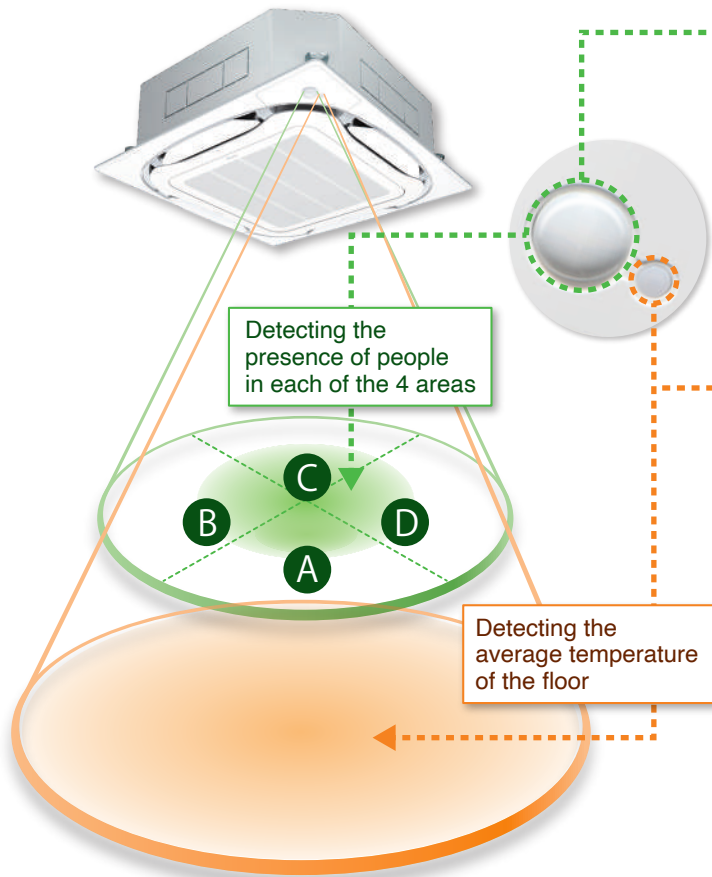 Detecting the
presence of people
in each of the 4 areas
C
B
D
A
Detecting the
average temperature
of the floor